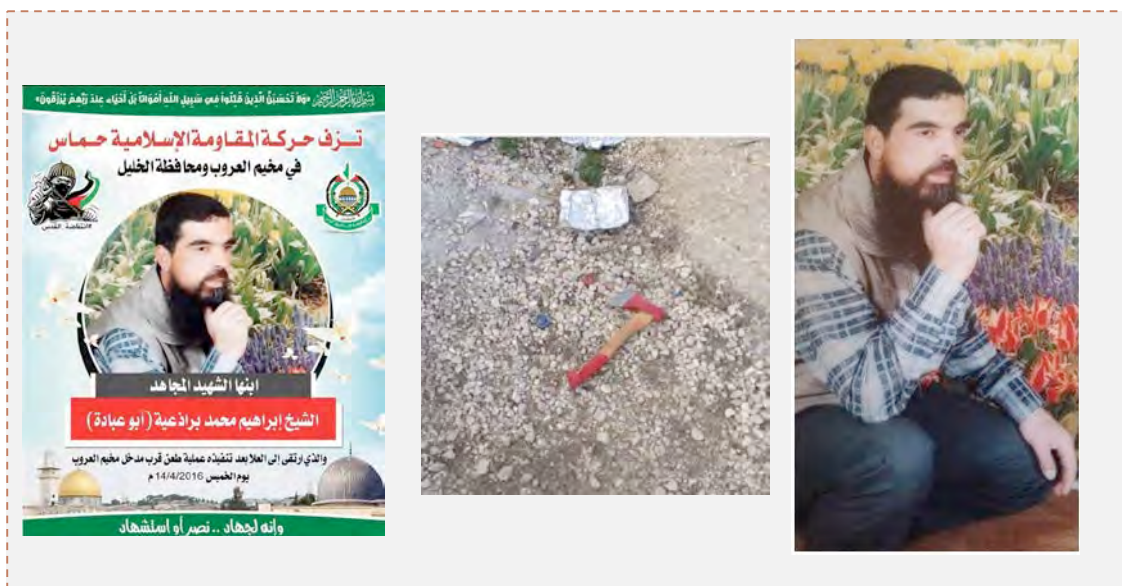 بسم الله الرحمن الرحيم «ولا تحسبن الذين قتلوا في سبيل الله أمواتاً بل أحياء عند ربهم يرزقون»
تزف حركة المقاومة الإسلامية حماس
في مخيم العروب ومحافظة الخليل
#انتفاضة_القدس
ابنها الشهيد المجاهد
الشيخ إبراهيم محمد براذعية (أبو عبادة)
والذي ارتقى إلى العلا بعد تنفيذه عملية طعن قرب مدخل مخيم العروب
يوم الخميس 14/4/2016 م
وإنه لجهاد .. نصر أو استشهاد